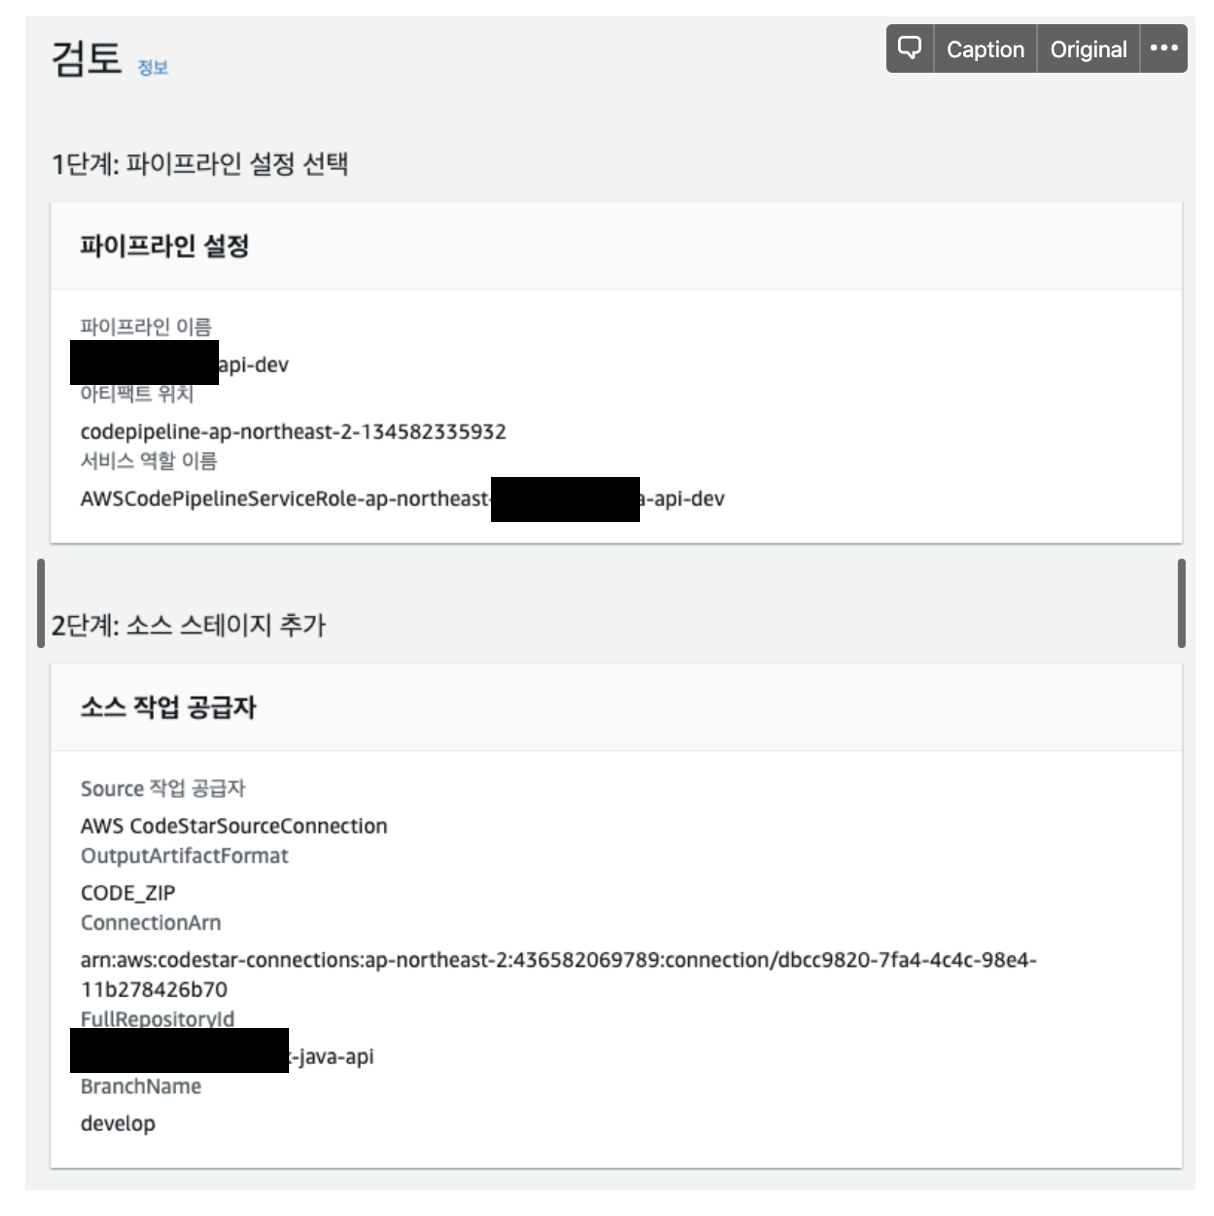 검토 정보
Caption Original
1단계: 파이프라인 설정 선택
파이프라인 설정
파이프라인 이름
api-dev
아티팩트 위치
codepipeline-ap-northeast-2-134582335932
서비스 역할 이름
AWSCodePipelineServiceRole-ap-northeast- a-api-dev
2단계: 소스 스테이지 추가
소스 작업 공급자
Source 작업 공급자
AWS CodeStarSourceConnection
OutputArtifactFormat
CODE_ZIP
ConnectionArn
arn:aws:codestar-connections:ap-northeast-2:436582069789:connection/dbcc9820-7fa4-4c4c-98e4-
11b278426b70
FullRepositoryId
-java-api
BranchName
develop